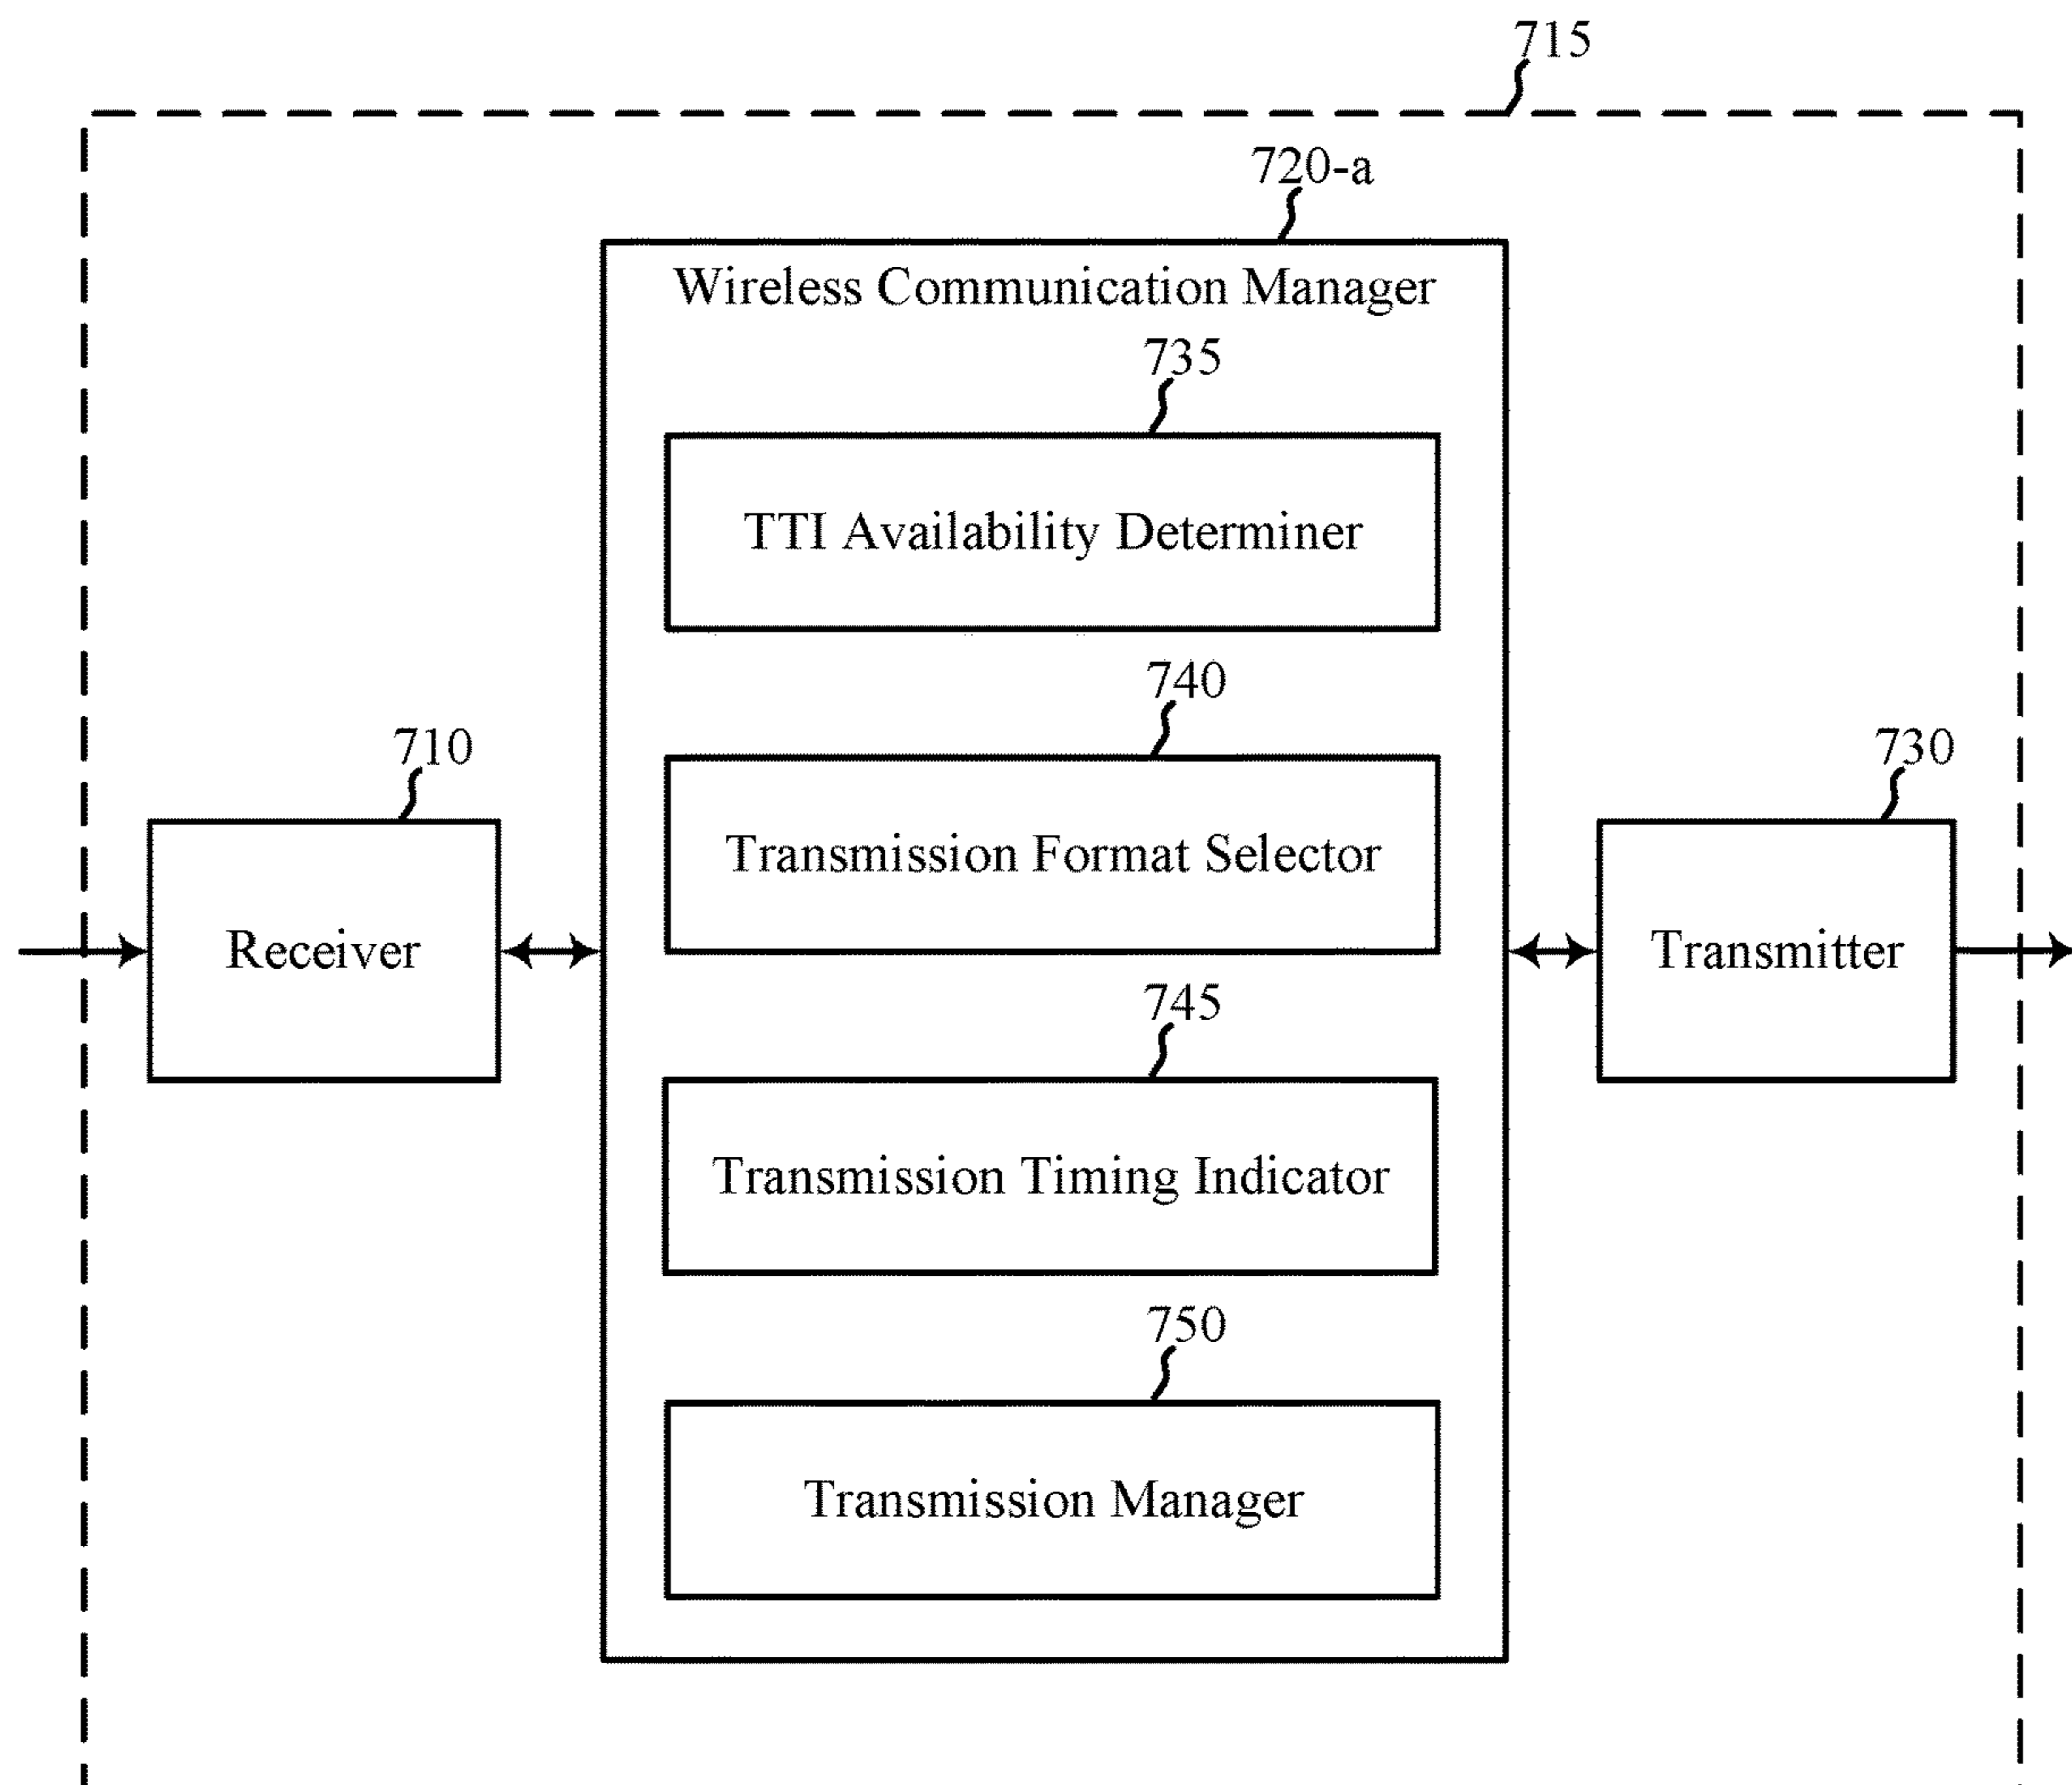 715
720-a
Wireless Communication Manager
735
TTI Availability Determiner
740
Transmission Format Selector
710
Receiver
730
Transmitter
745
Transmission Timing Indicator
750
Transmission Manager